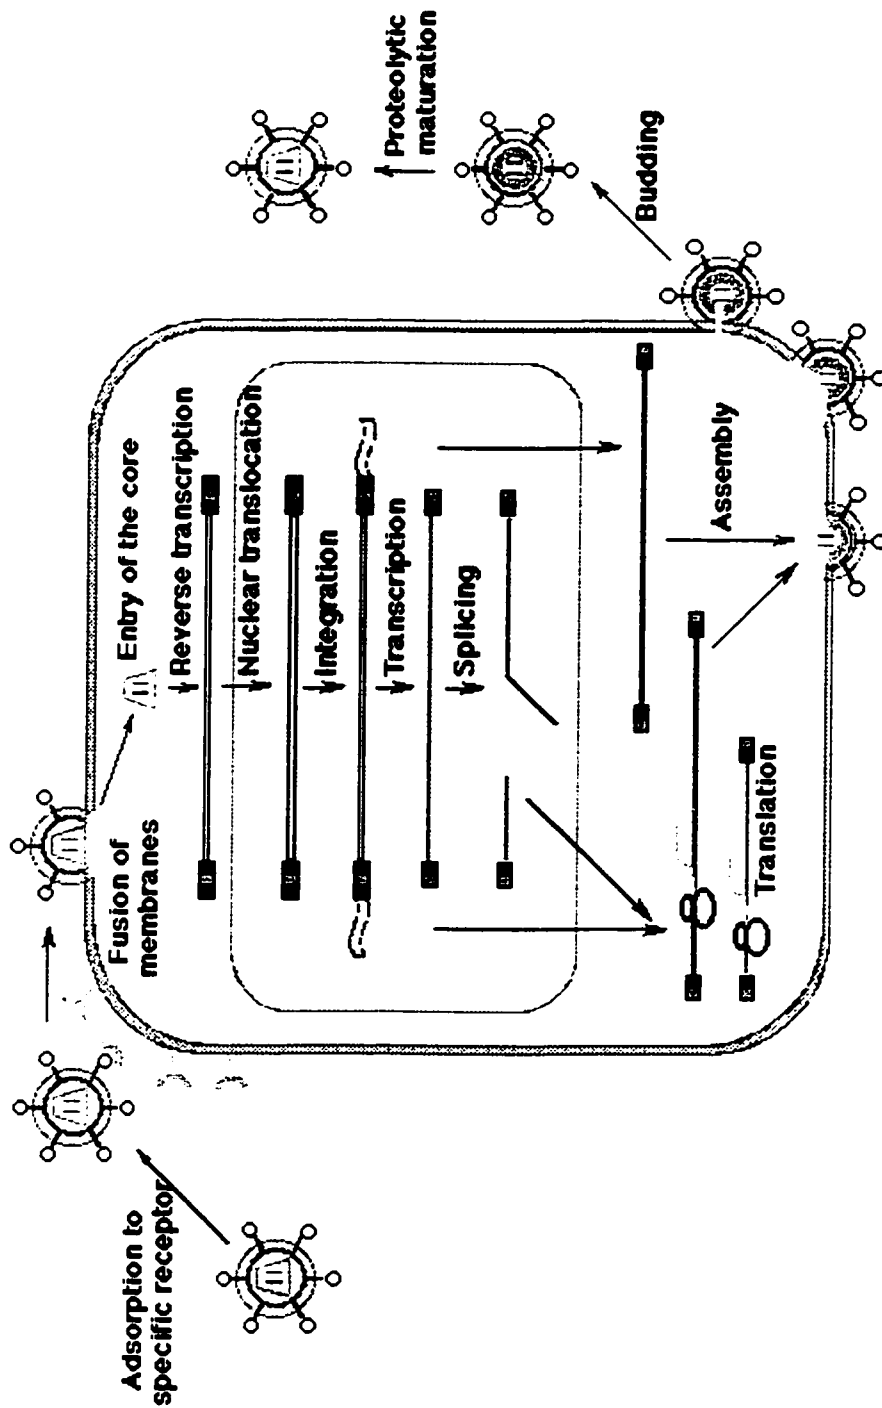 Adsorption to
specific receptor
Fusion of
membranes
Entry of the core
Reverse transcription
Nuclear translocation
Integration
Transcription
Splicing
Translation
Assembly
Budding
Proteolytic
maturation